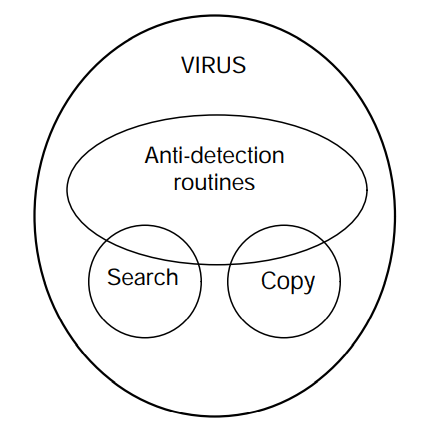 VIRUS
Anti-detection
routines
Search
Copy